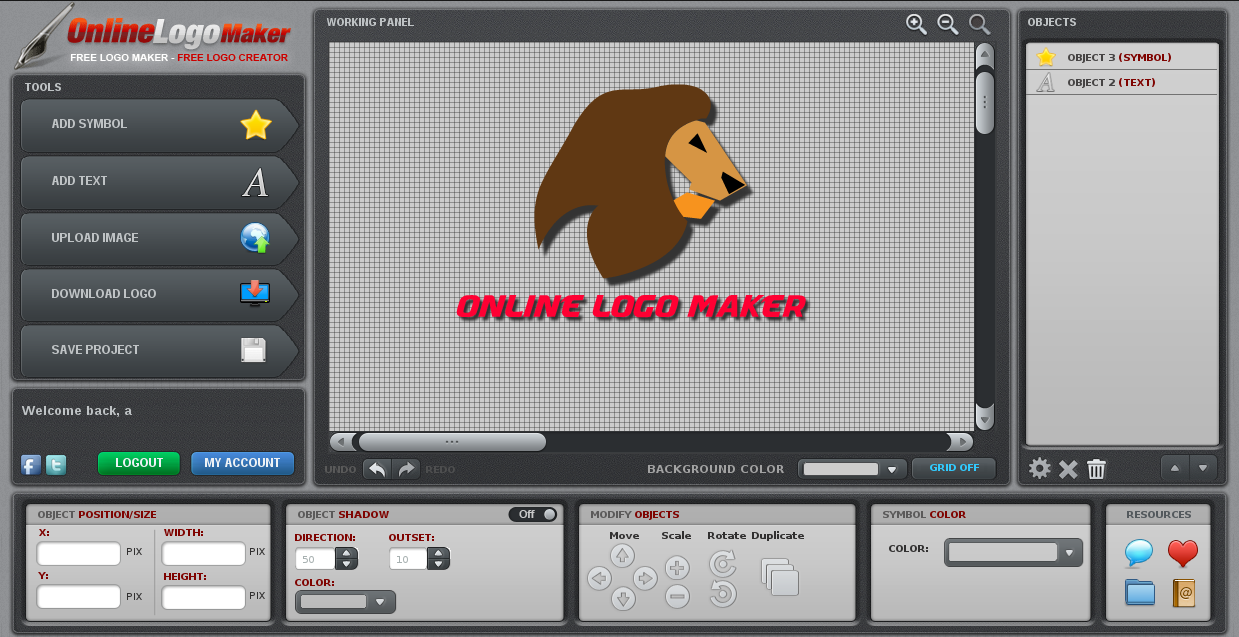 OnlineLogoMaker
FREE LOGO MAKER - FREE LOGO CREATOR
TOOLS
ADD SYMBOL
ADD TEXT
A
UPLOAD IMAGE
DOWNLOAD LOGO
SAVE PROJECT
Welcome back, a
f
t
LOGOUT
MY ACCOUNT
WORKING PANEL
ONLINE LOGO MAKER
UNDO
REDO
BACKGROUND COLOR
GRID OFF
OBJECTS
OBJECT 3 (SYMBOL)
A OBJECT 2 (TEXT)
OBJECT POSITION/SIZE
X:
PIX
WIDTH:
PIX
Y:
PIX
HEIGHT:
PIX
OBJECT SHADOW
Off
DIRECTION:
50
OUTSET:
10
COLOR:
MODIFY OBJECTS
Move
Scale
Rotate
Duplicate
SYMBOL COLOR
COLOR:
RESOURCES
@